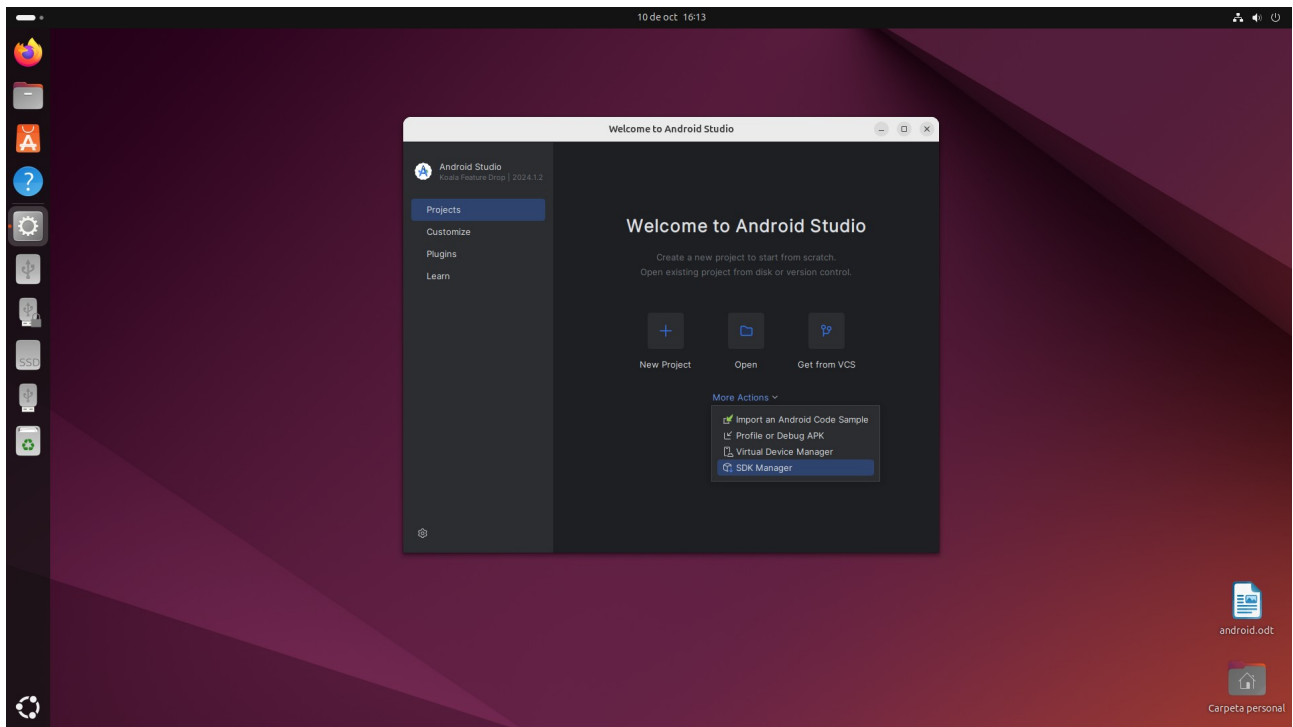 10 de oct 16:13
Welcome to Android Studio
Android Studio
Koala Feature Drop | 2024.1.2
Projects
Customize
Plugins
Learn
Welcome to Android Studio
Create a new project to start from scratch.
Open existing project from disk or version control.
New Project
Open
Get from VCS
More Actions
Import an Android Code Sample
Profile or Debug APK
Virtual Device Manager
SDK Manager
SSD
android.odt
Carpeta personal